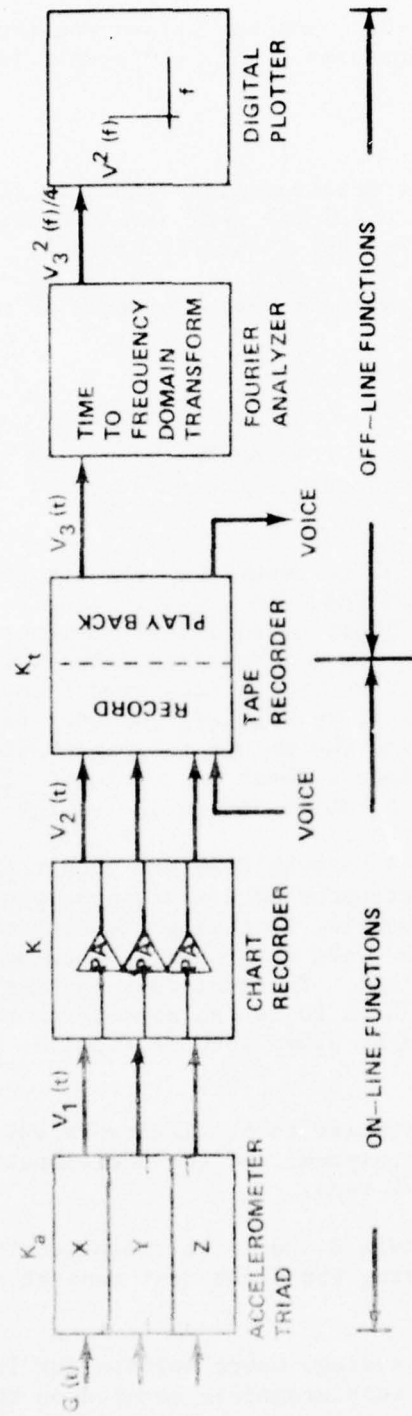 G(t)
K_a
X
Y
Z
ACCELEROMETER
TRIAD
V_1 (t)
K
PA
PA
PA
CHART
RECORDER
V_2 (t)
VOICE
K_t
RECORD
PLAY BACK
TAPE
RECORDER
VOICE
V_3 (t)
TIME
TO
FREQUENCY
DOMAIN
TRANSFORM
FOURIER
ANALYZER
V_3^2 (f)/4
V^2 (f)
f
DIGITAL
PLOTTER
ON-LINE FUNCTIONS
OFF-LINE FUNCTIONS